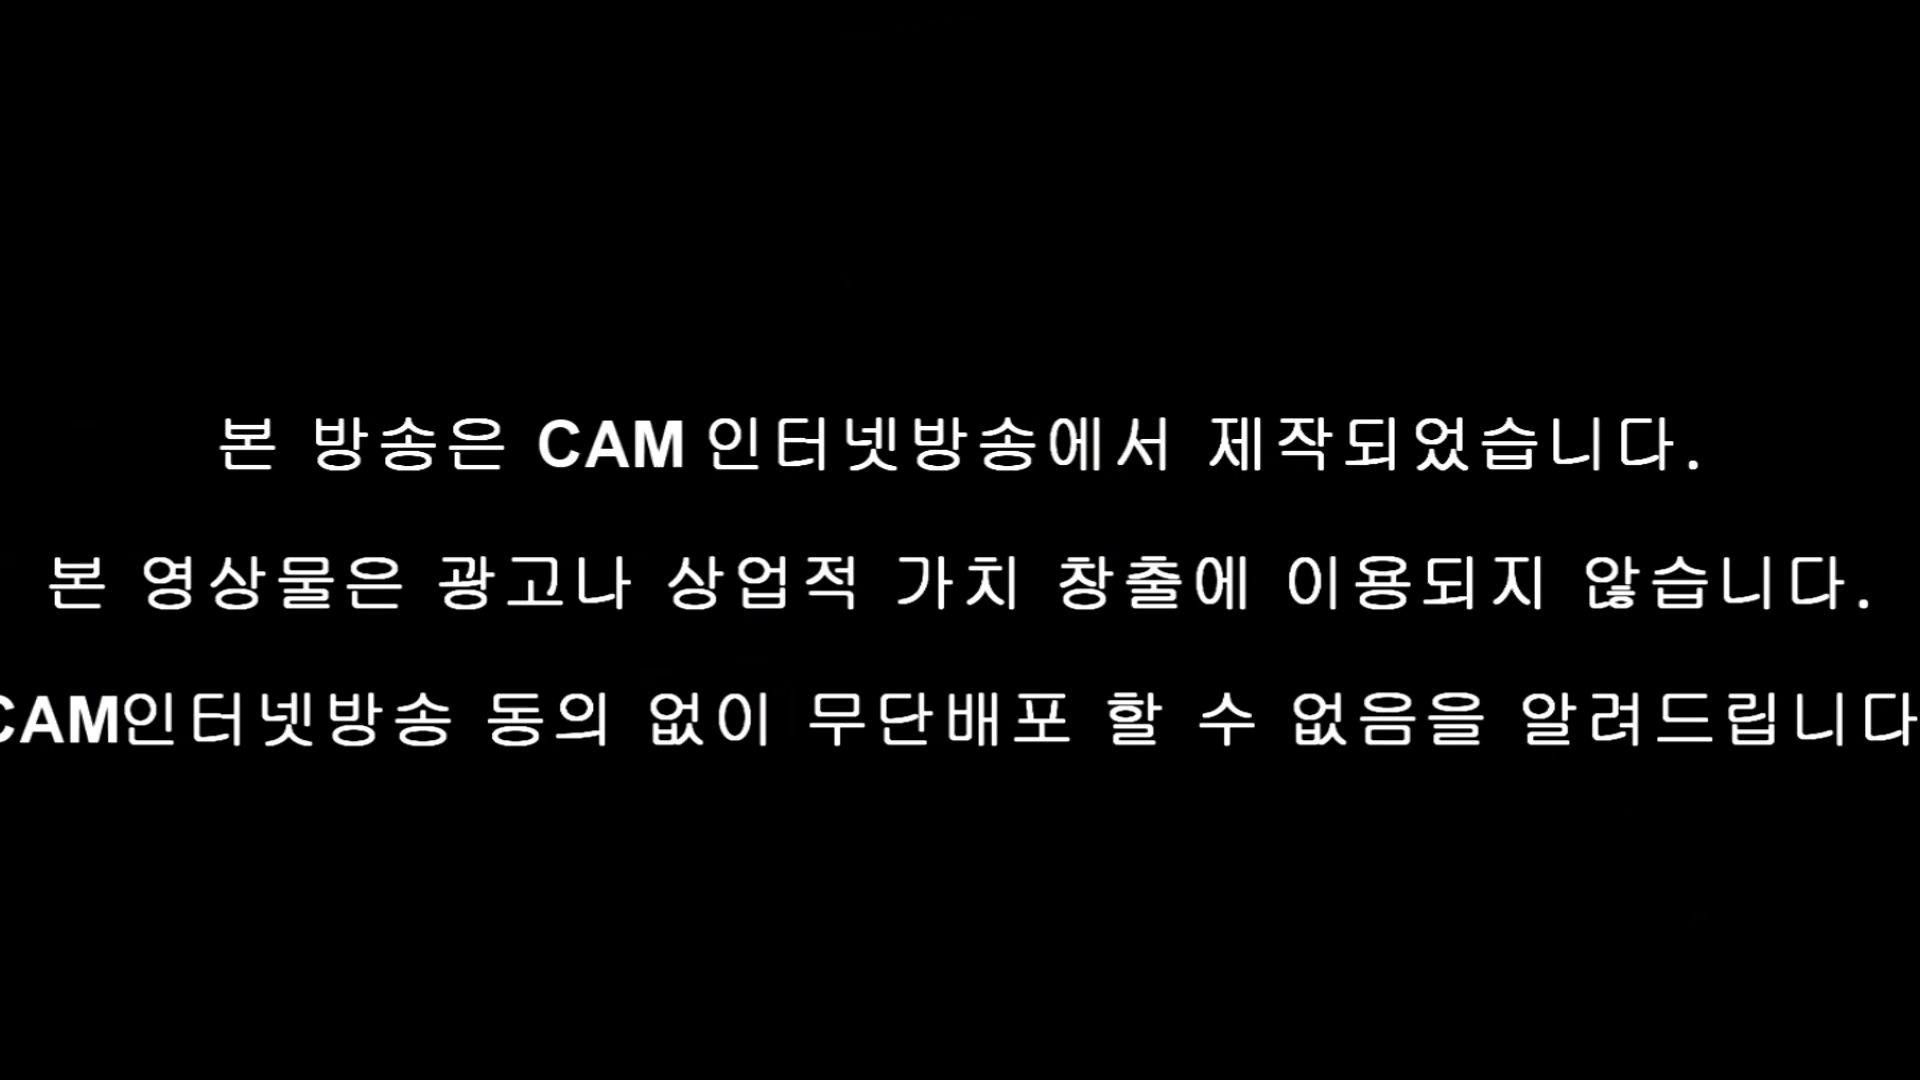 본 방송은 CAM 인터넷방송에서 제작되었습니다.
본 영상물은 광고나 상업적 가치 창출에 이용되지 않습니다.
CAM인터넷방송 동의 없이 무단배포 할 수 없음을 알려드립니다